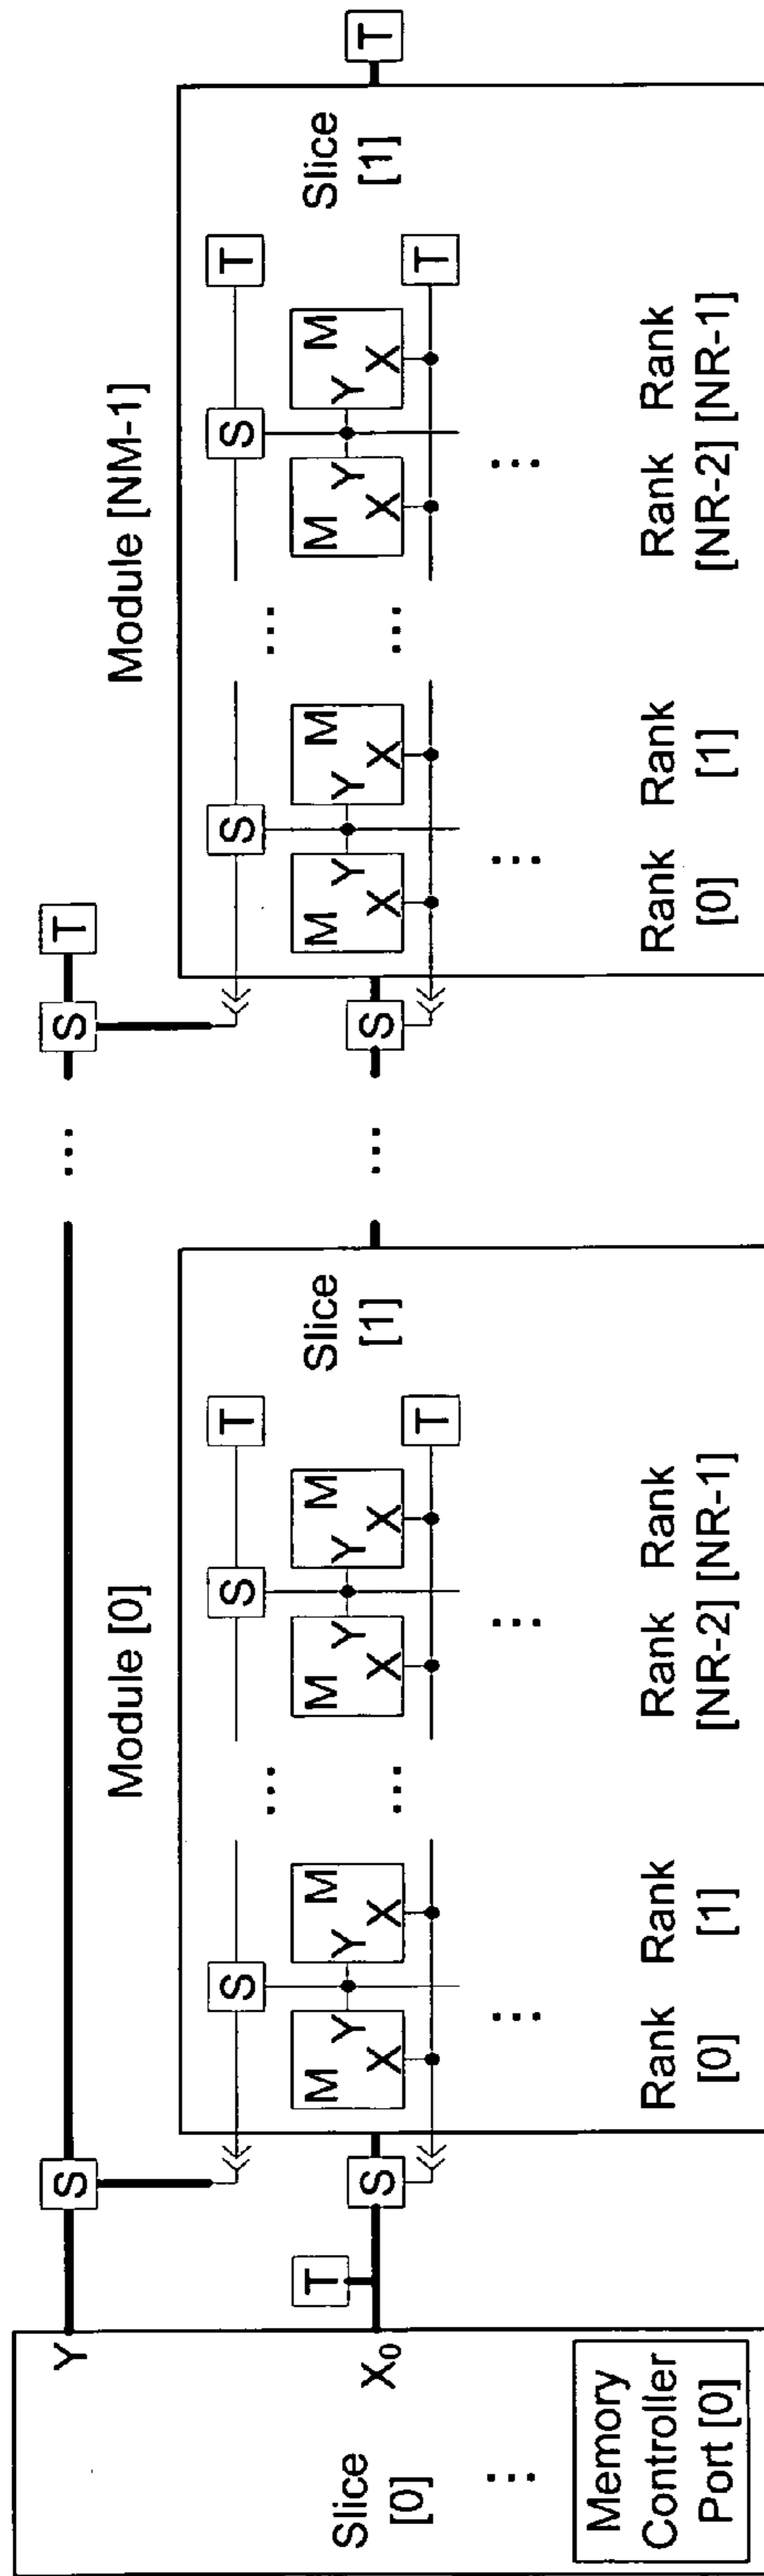 Y
S
...
S
T
Slice
[0]
X₀
T
S
...
S
T
...
Memory
Controller
Port [0]
Module [0]
S
...
S
T
M Y X
M Y X
...
M Y X
M Y X
T
Slice
[1]
...
...
Rank Rank
[0] [1]
Rank Rank
[NR-2] [NR-1]
Module [NM-1]
S
...
S
T
M Y X
M Y X
...
M Y X
M Y X
T
Slice
[1]
...
...
Rank Rank
[0] [1]
Rank Rank
[NR-2] [NR-1]